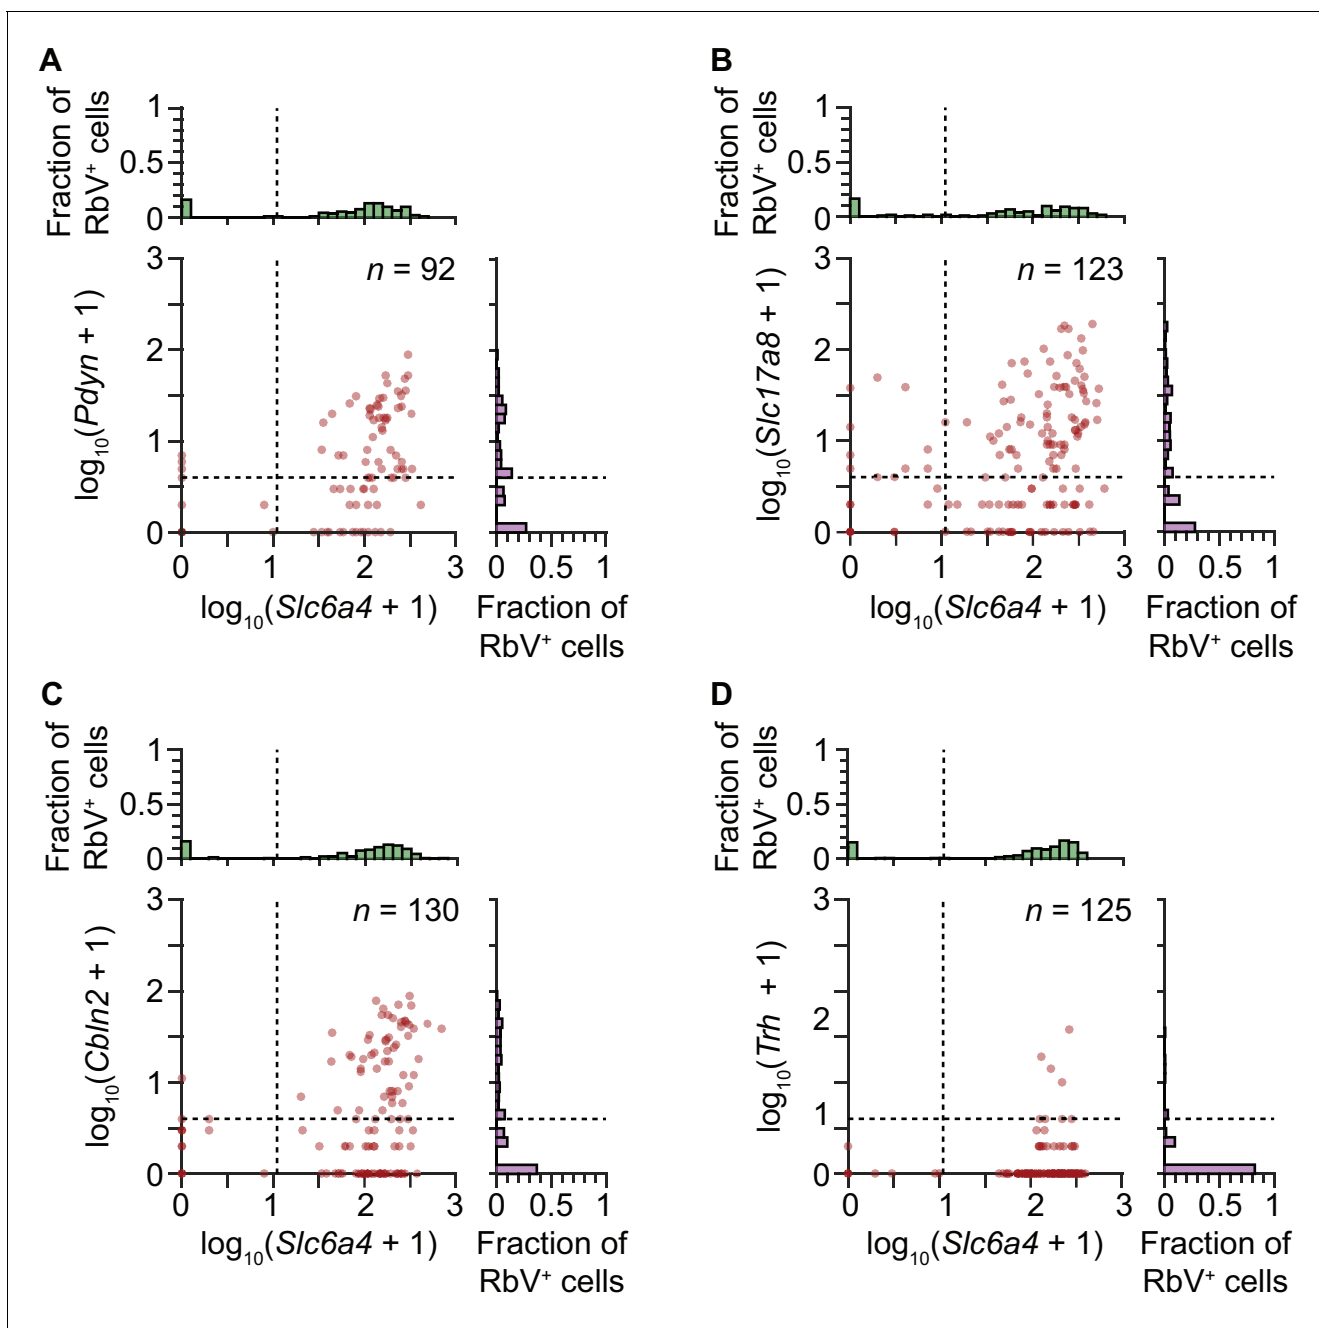 A
Fraction of
RbV⁺ cells
1
0.5
0
3
2
1
0
log₁₀(Pdyn + 1)
n = 92
0 1 2 3
log₁₀(Slc6a4 + 1)
0 0.5 1
Fraction of
RbV⁺ cells
B
1
0.5
0
Fraction of
RbV⁺ cells
3
2
1
0
log₁₀(Slc17a8 + 1)
n = 123
0 1 2 3
log₁₀(Slc6a4 + 1)
0 0.5 1
Fraction of
RbV⁺ cells
C
Fraction of
RbV⁺ cells
1
0.5
0
3
2
1
0
log₁₀(Cbln2 + 1)
n = 130
0 1 2 3
log₁₀(Slc6a4 + 1)
0 0.5 1
Fraction of
RbV⁺ cells
D
Fraction of
RbV⁺ cells
1
0.5
0
3
2
1
0
log₁₀(Trh + 1)
n = 125
0 1 2 3
log₁₀(Slc6a4 + 1)
0 0.5 1
Fraction of
RbV⁺ cells